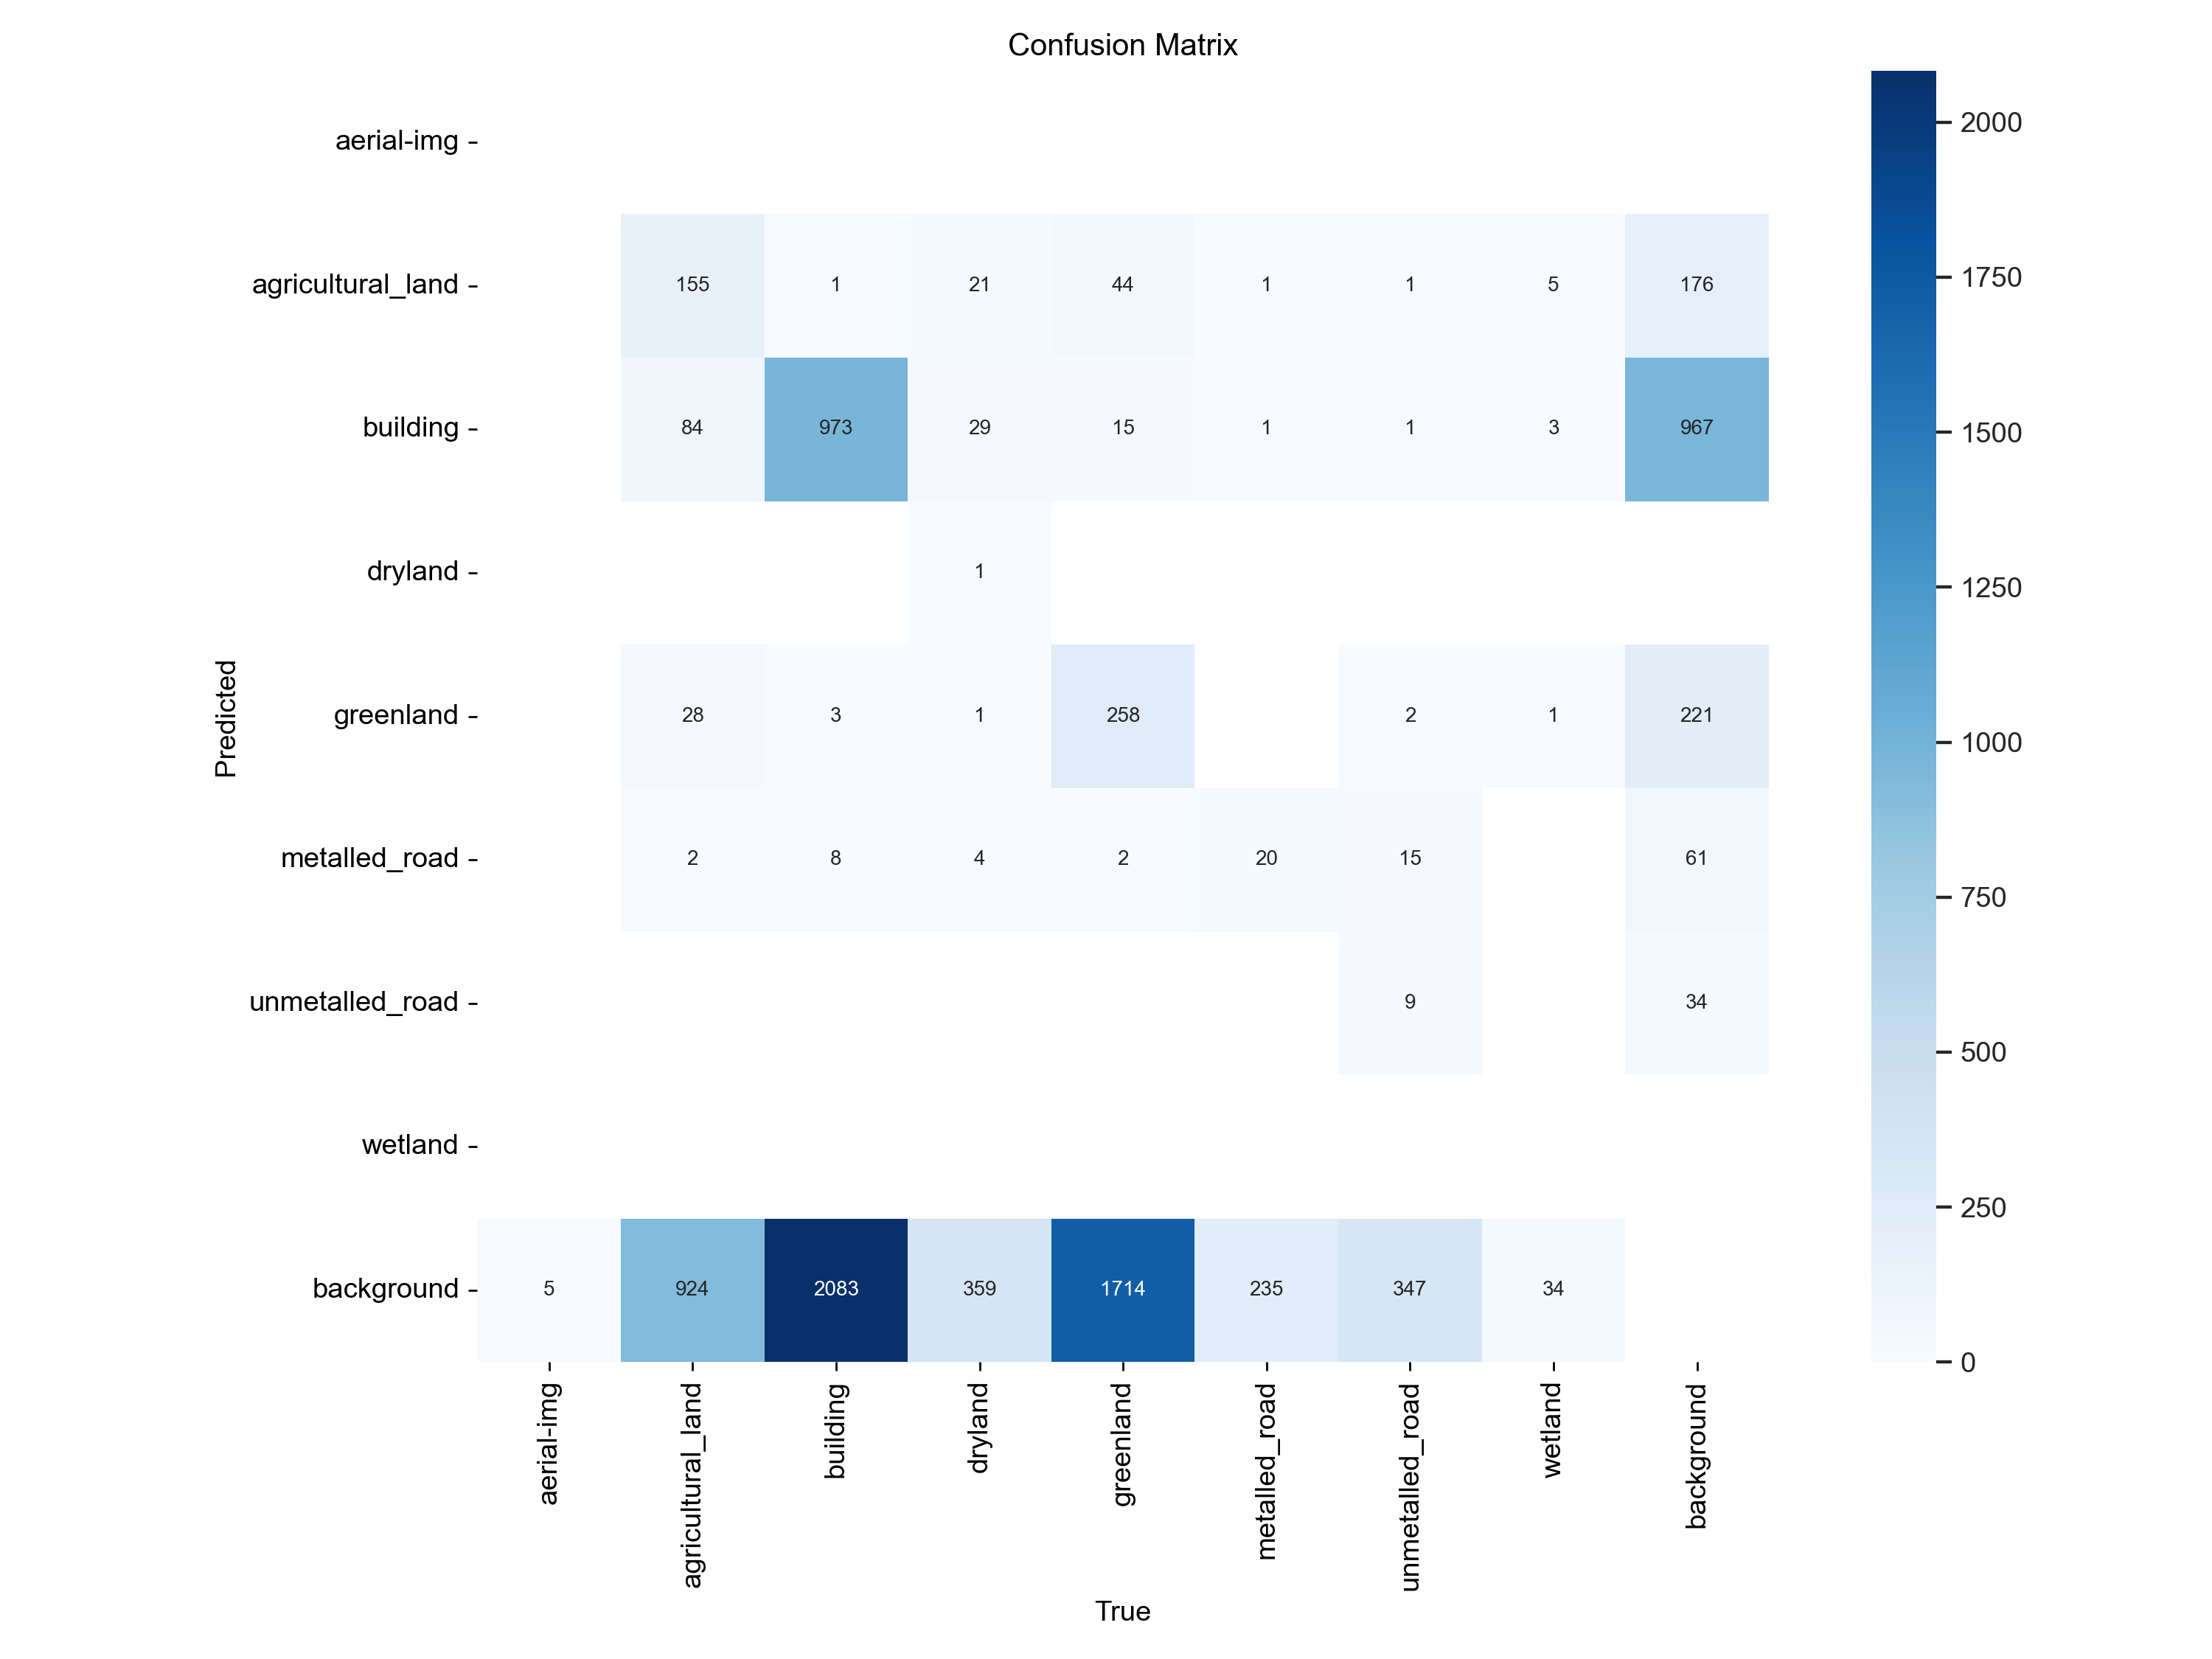 Confusion Matrix
aerial-img
agricultural_land 155 1 21 44 1 1 5 176
building 84 973 29 15 1 1 3 967
dryland 1
greenland 28 3 1 258 2 1 221
metalled_road 2 8 4 2 20 15 61
unmetalled_road 9 34
wetland
background 5 924 2083 359 1714 235 347 34
Predicted
aerial-img
agricultural_land
building
dryland
greenland
metalled_road
unmetalled_road
wetland
background
True
2000
1750
1500
1250
1000
750
500
250
0